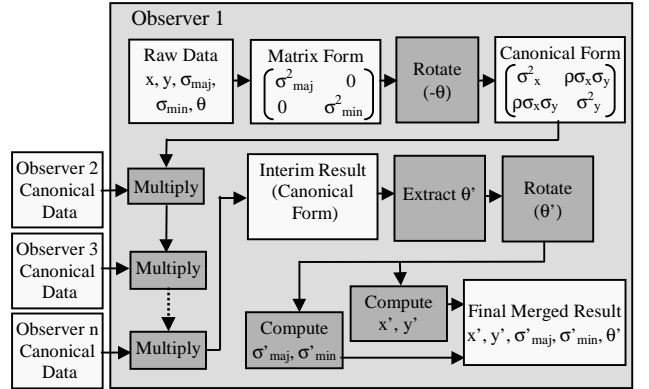 Observer 1
Raw Data
x, y, σmaj,
σmin, θ
Matrix Form
σ²maj 0
0 σ²min
Rotate
(-θ)
Canonical Form
σ²x ρσxσy
ρσxσy σ²y
Observer 2
Canonical
Data
Multiply
Interim Result
(Canonical
Form)
Extract θ’
Rotate
(θ’)
Observer 3
Canonical
Data
Multiply
Observer n
Canonical
Data
Multiply
Compute
σ’maj, σ’min
Compute
x’, y’
Final Merged Result
x’, y’, σ’maj, σ’min, θ’